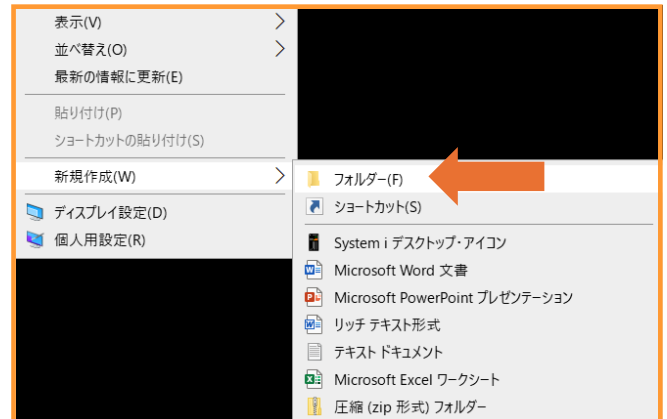 表示(V)
並べ替え(O)
最新の情報に更新(E)
貼り付け(P)
ショートカットの貼り付け(S)
新規作成(W)
ディスプレイ設定(D)
個人用設定(R)
フォルダー(F)
ショートカット(S)
System i デスクトップ・アイコン
Microsoft Word 文書
Microsoft PowerPoint プレゼンテーション
リッチ テキスト形式
テキスト ドキュメント
Microsoft Excel ワークシート
圧縮 (zip 形式) フォルダー